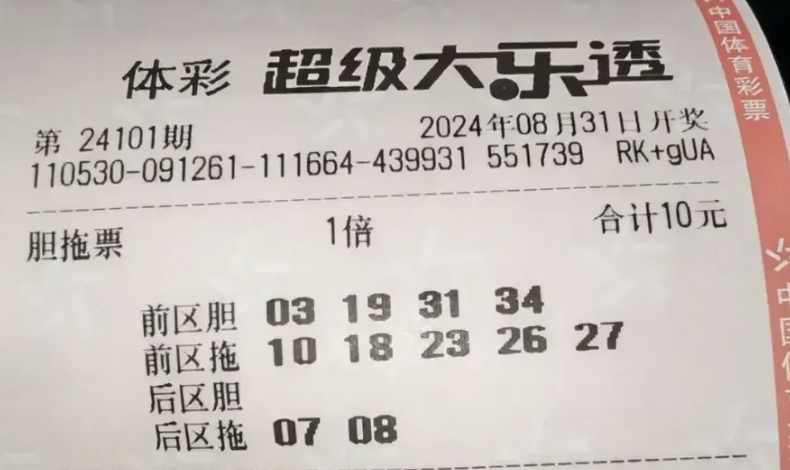 体彩 超级大乐透
第 24101期 2024年08月31日开奖
110530-091261-111664-439931 551739 RK+gUA
胆拖票 1倍 合计10元
前区胆 03 19 31 34
前区拖 10 18 23 26 27
后区胆
后区拖 07 08
中国体育彩票
中国体